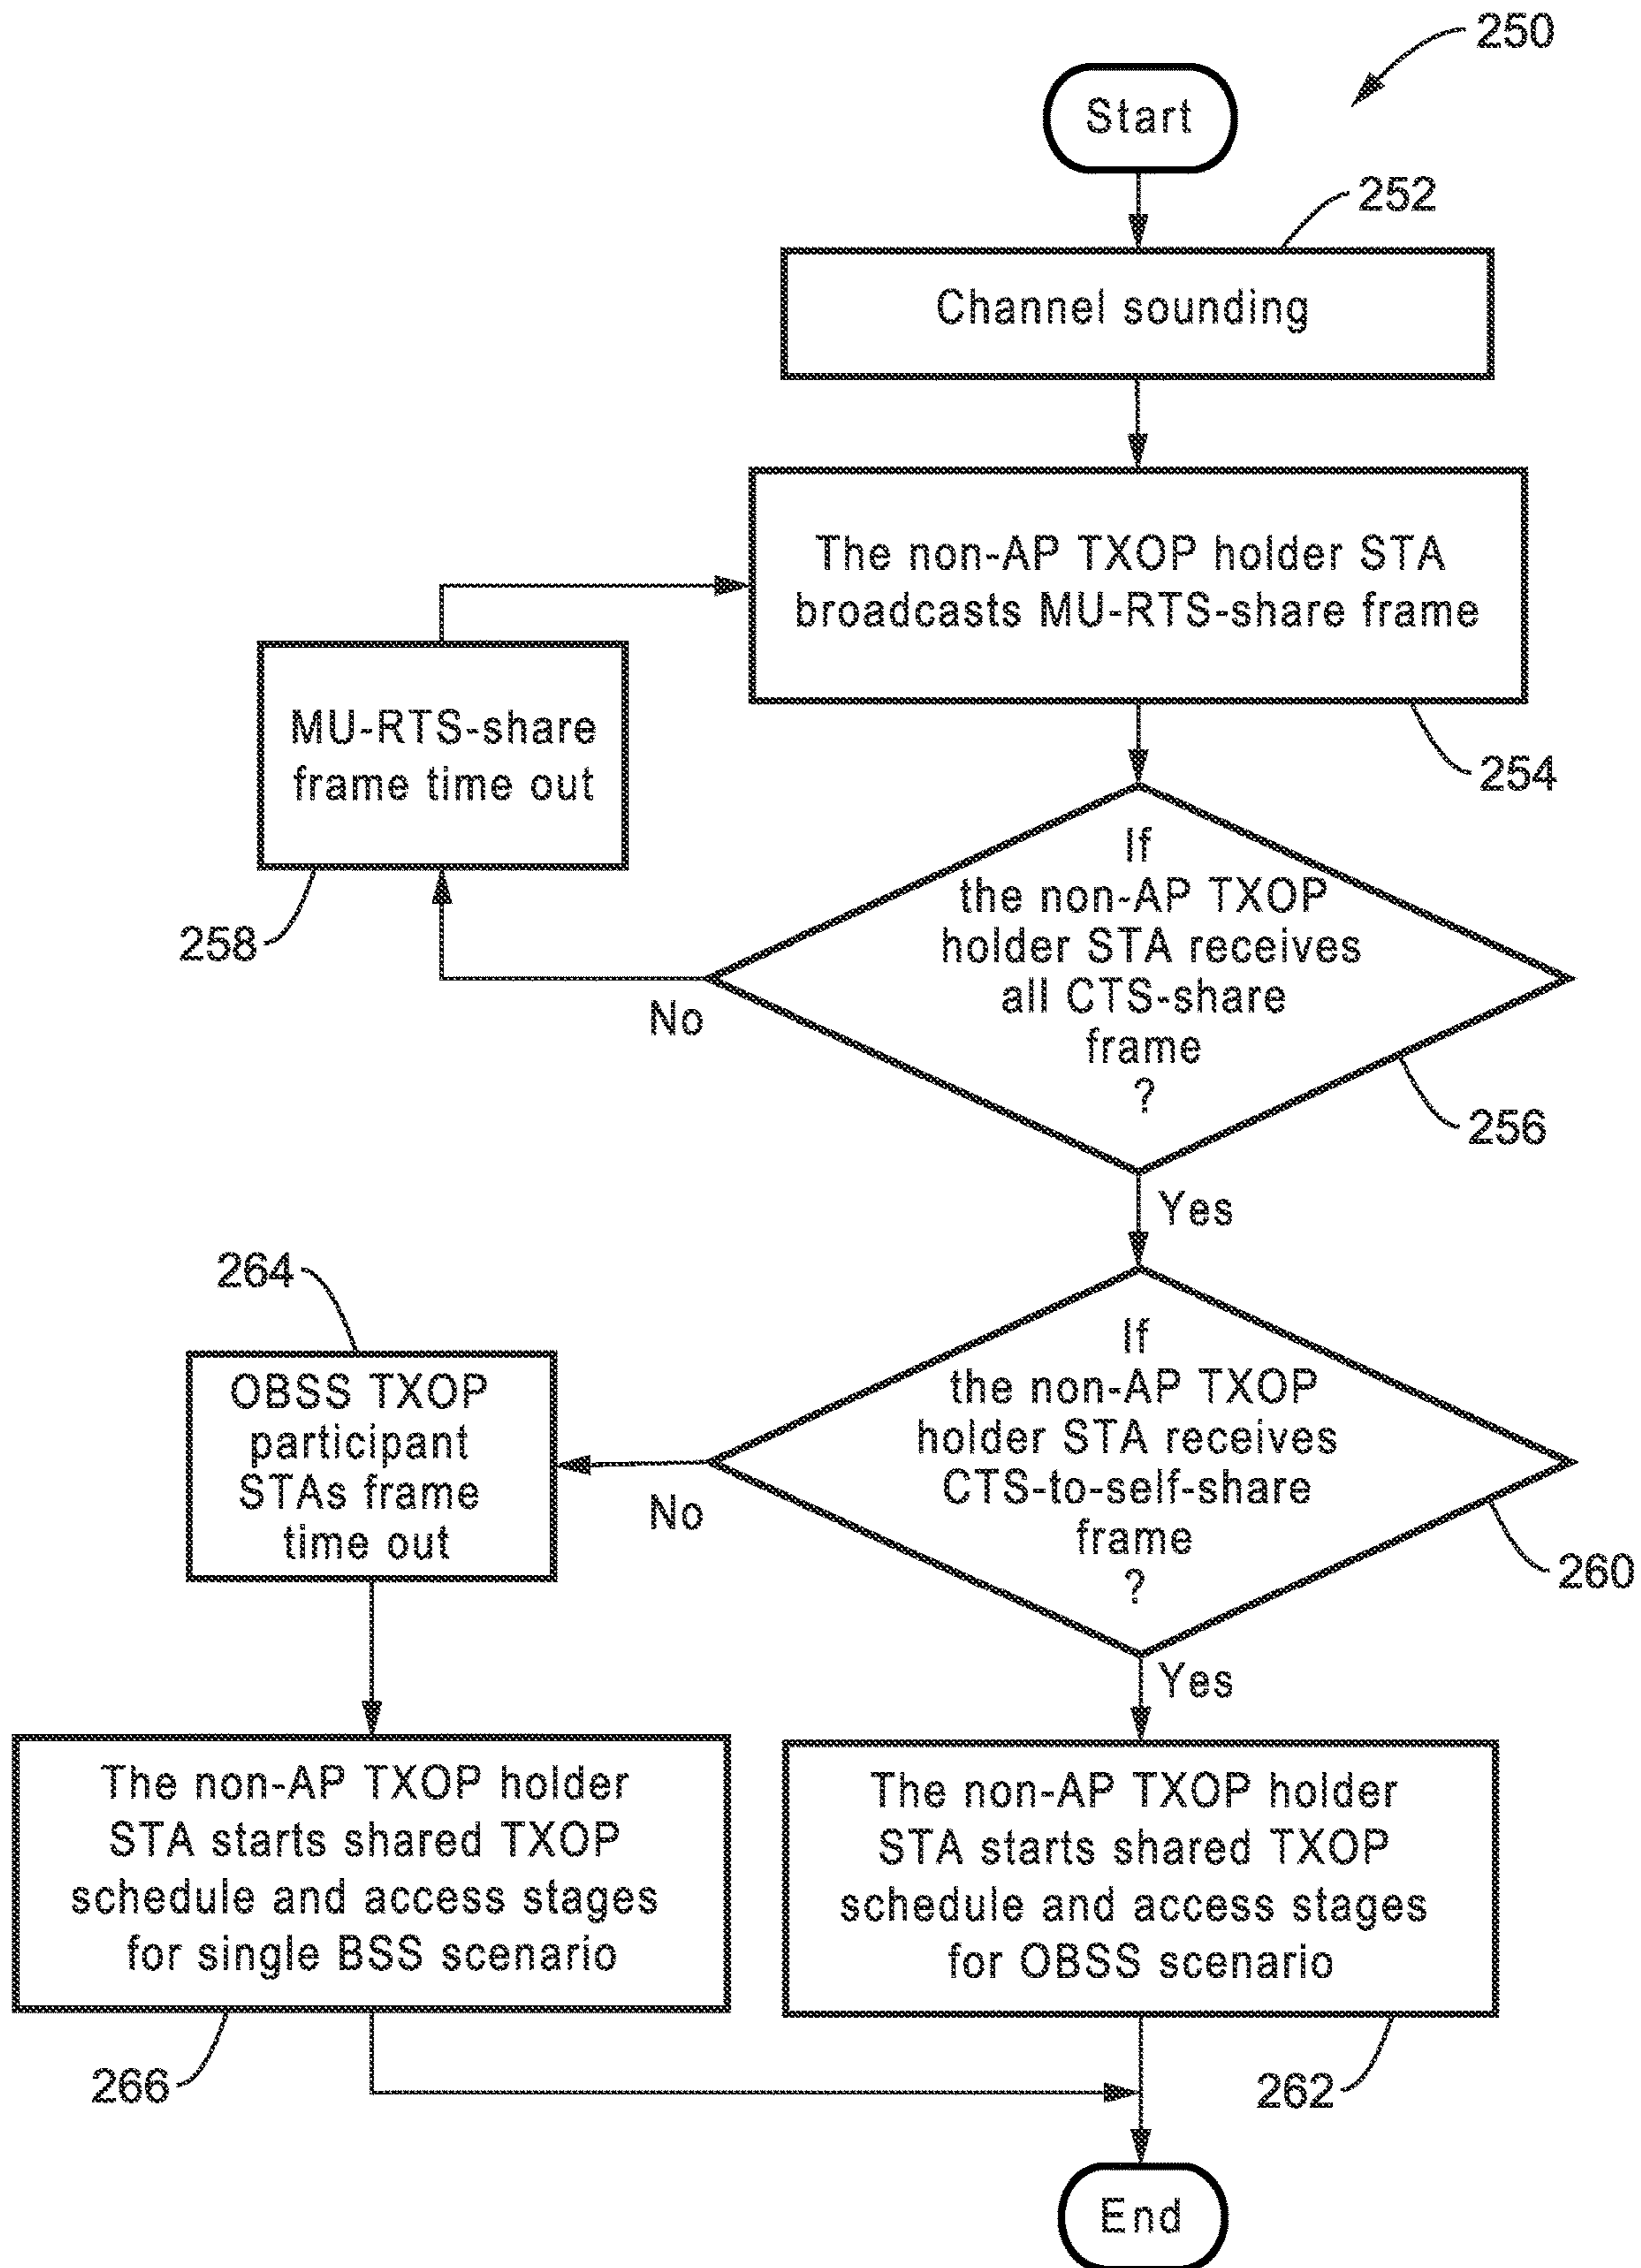 250
Start
252
Channel sounding
The non-AP TXOP holder STA
broadcasts MU-RTS-share frame
254
MU-RTS-share
frame time out
258
If
the non-AP TXOP
holder STA receives
all CTS-share
frame
?
No
256
Yes
264
OBSS TXOP
participant
STAs frame
time out
If
the non-AP TXOP
holder STA receives
CTS-to-self-share
frame
?
No
260
Yes
The non-AP TXOP holder
STA starts shared TXOP
schedule and access stages
for single BSS scenario
266
The non-AP TXOP holder
STA starts shared TXOP
schedule and access stages
for OBSS scenario
262
End